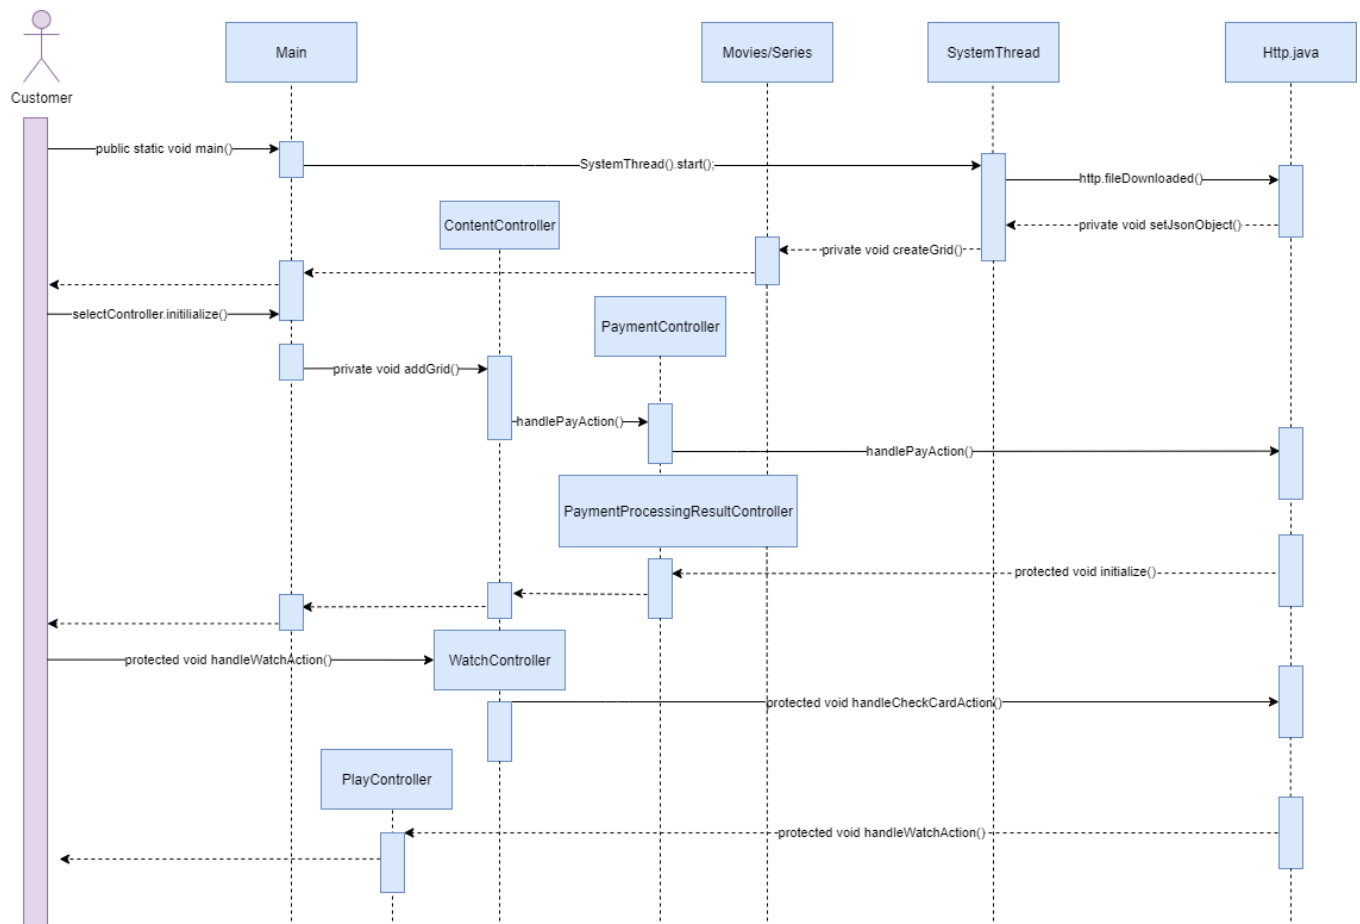 Main
Movies/Series
SystemThread
Http.java
Customer
public static void main()
SystemThread().start();
http.fileDownloaded()
ContentController
private void setJsonObject()
private void createGrid()
selectController.initilialize()
PaymentController
private void addGrid()
handlePayAction()
handlePayAction()
PaymentProcessingResultController
protected void initialize()
protected void handleWatchAction()
WatchController
protected void handleCheckCardAction()
PlayController
protected void handleWatchAction()